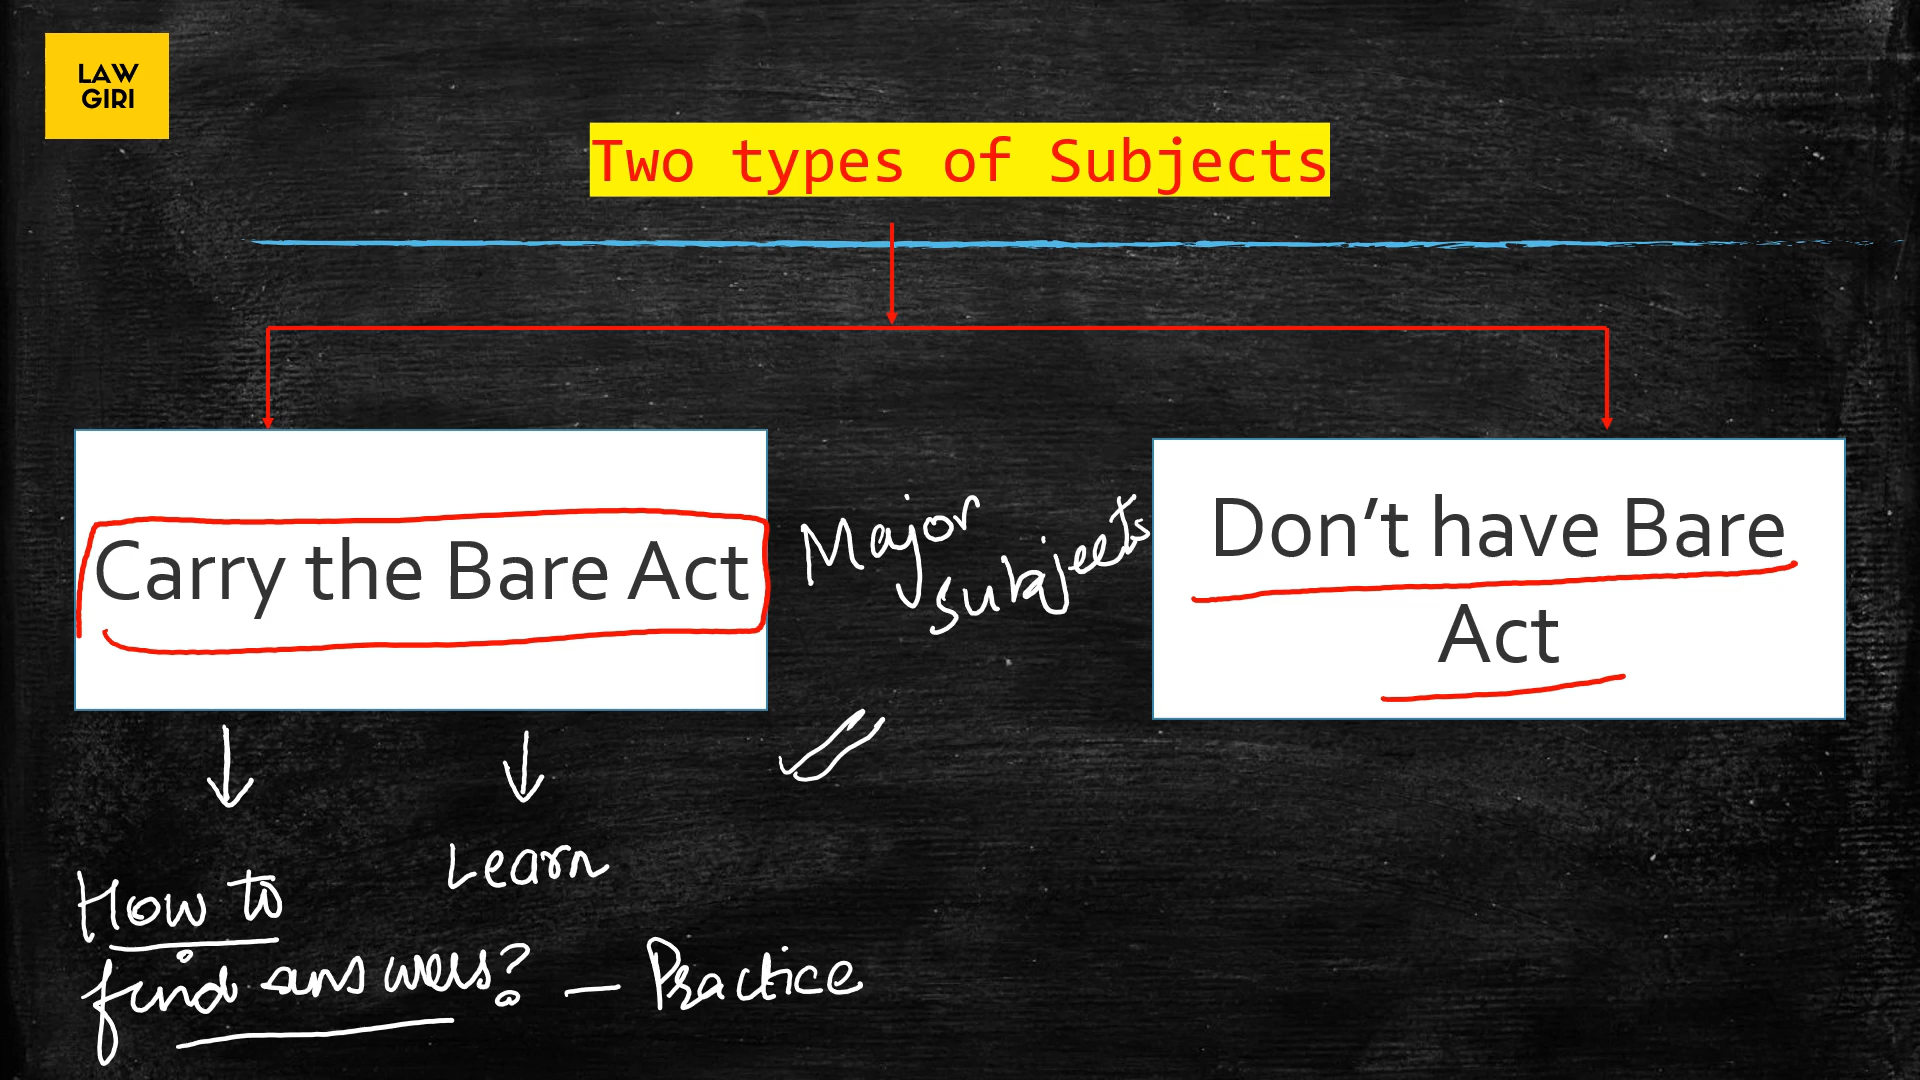 LAW
GIRI
Two types of Subjects
Carry the Bare Act
Major
subjects
Don't have Bare
Act
Learn
How to
find answers? — Practice